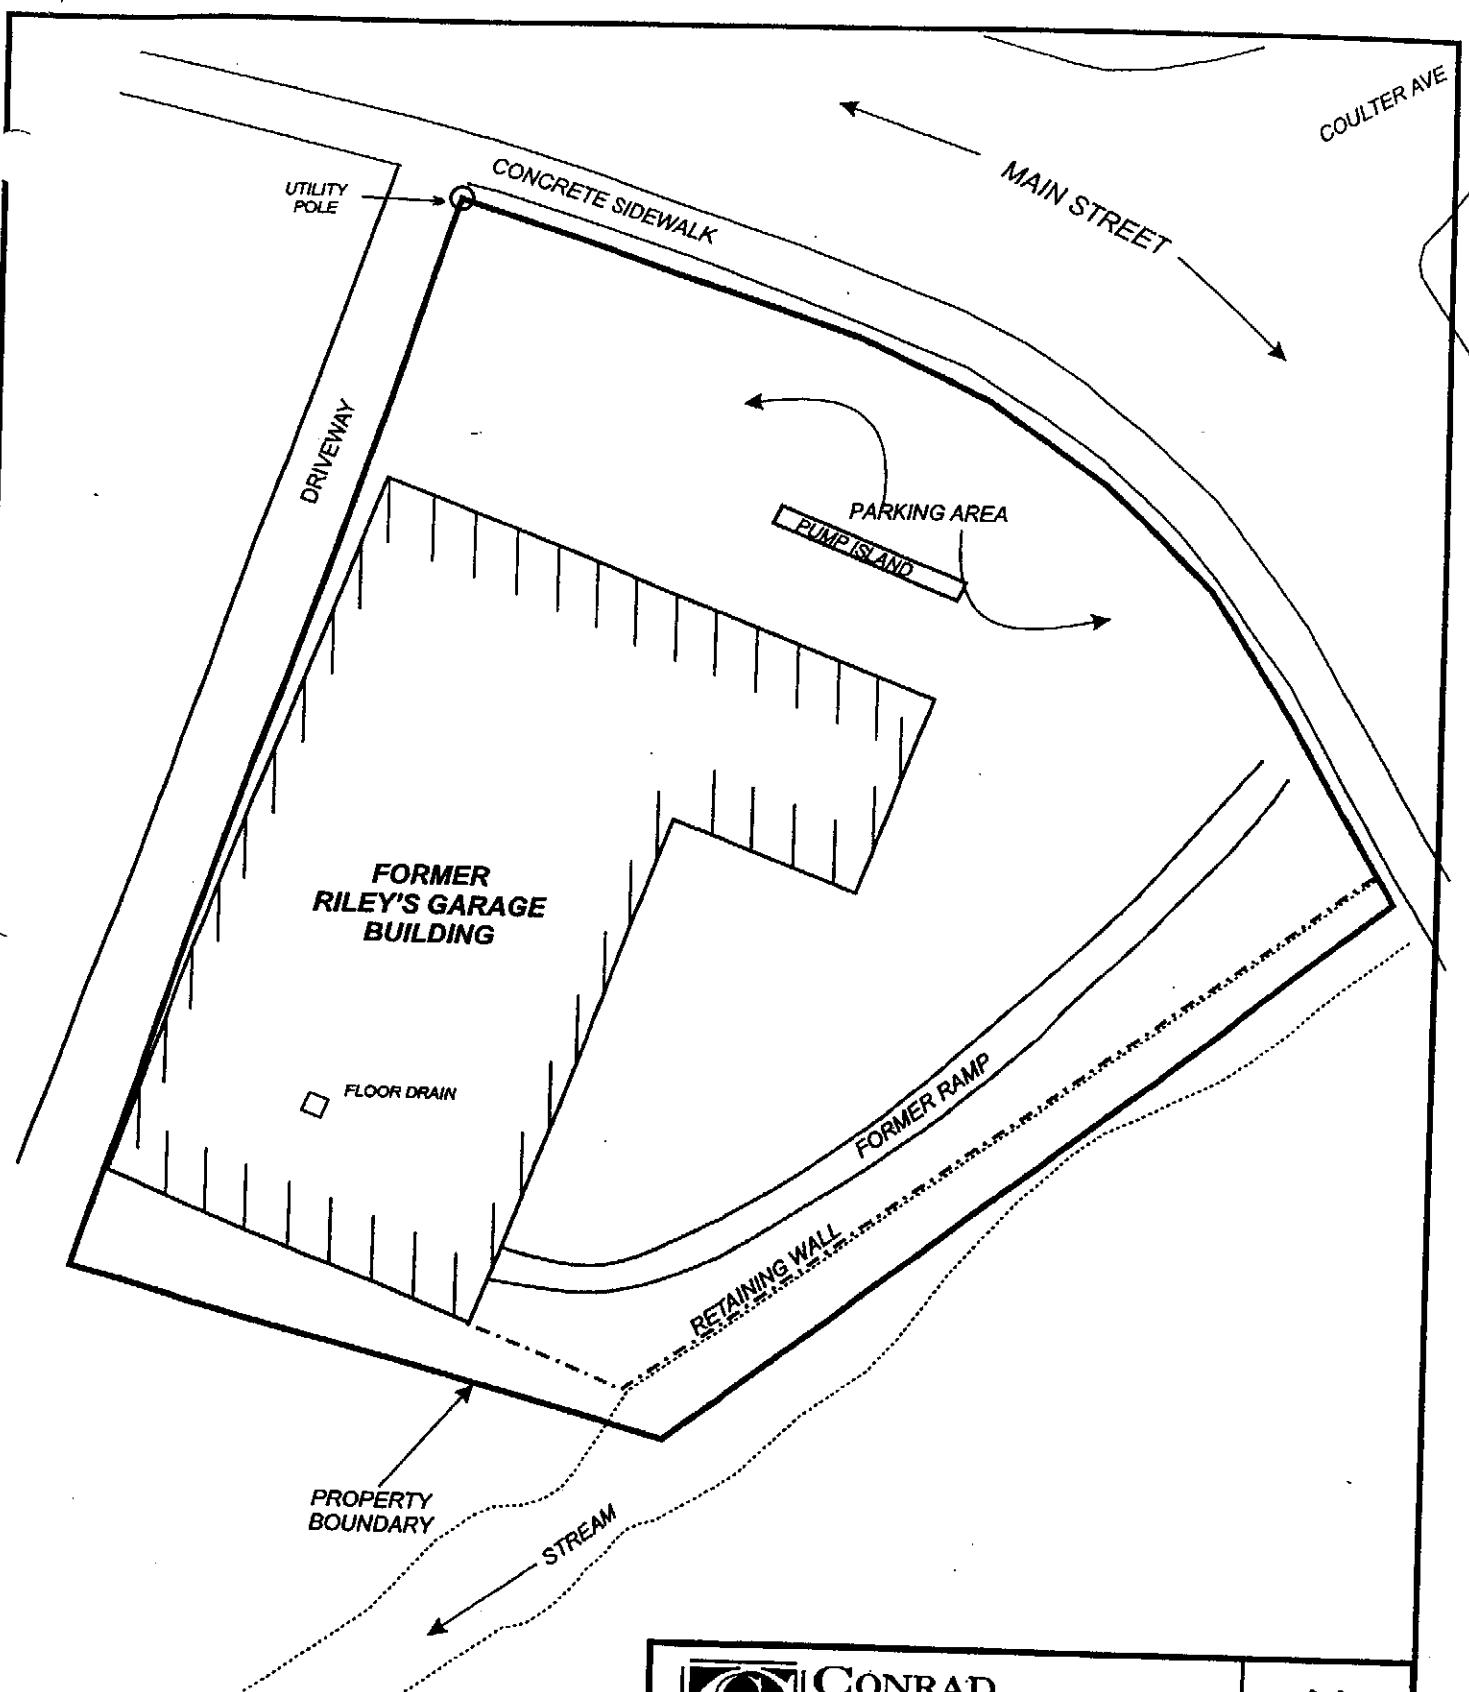 COULTER AVE
MAIN STREET
CONCRETE SIDEWALK
UTILITY
POLE
DRIVEWAY
PARKING AREA
PUMP ISLAND
FORMER
RILEY'S GARAGE
BUILDING
FLOOR DRAIN
FORMER RAMP
RETAINING WALL
PROPERTY
BOUNDARY
STREAM
CONRAD